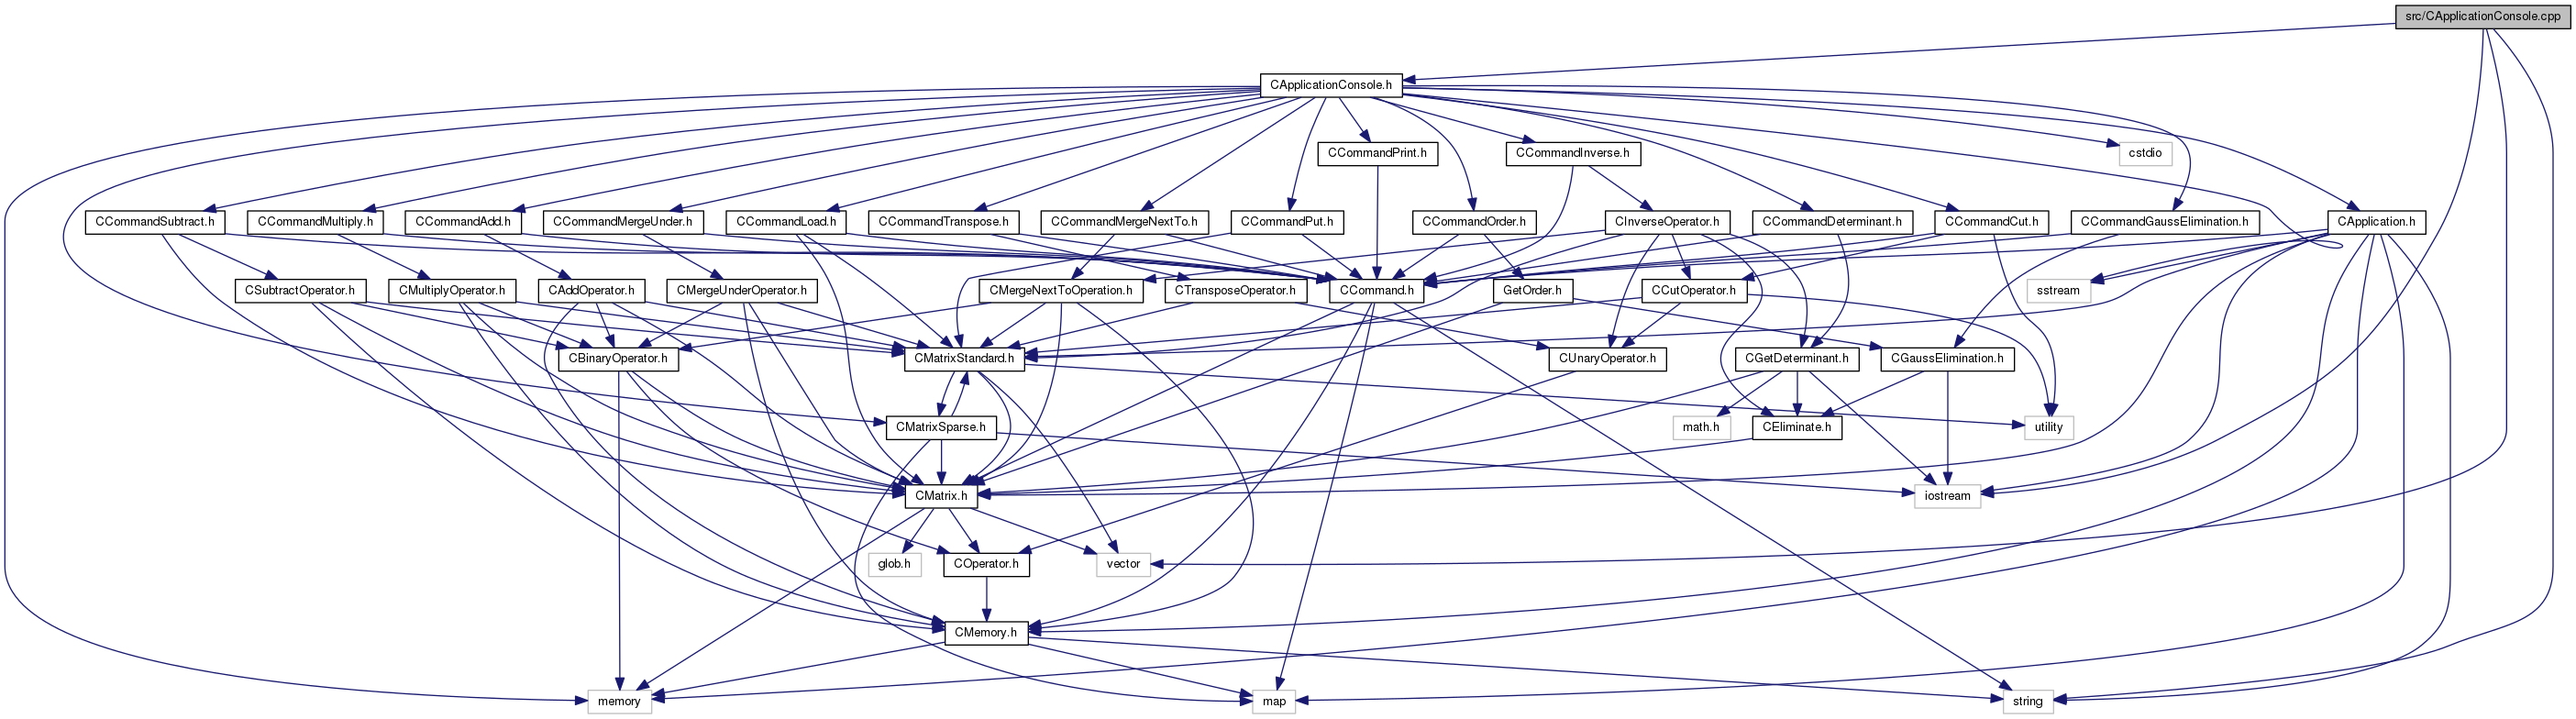 src/CApplicationConsole.cpp
CApplicationConsole.h
CCommandPrint.h
CCommandInverse.h
cstdio
CCommandSubtract.h
CCommandMultiply.h
CCommandAdd.h
CCommandMergeUnder.h
CCommandLoad.h
CCommandTranspose.h
CCommandMergeNextTo.h
CCommandPut.h
CCommandOrder.h
CInverseOperator.h
CCommandDeterminant.h
CCommandCut.h
CCommandGaussElimination.h
CApplication.h
CSubtractOperator.h
CMultiplyOperator.h
CAddOperator.h
CMergeUnderOperator.h
CMergeNextToOperation.h
CTransposeOperator.h
CCommand.h
GetOrder.h
CCutOperator.h
sstream
CBinaryOperator.h
CMatrixStandard.h
CUnaryOperator.h
CGetDeterminant.h
CGaussElimination.h
CMatrixSparse.h
math.h
CEliminate.h
utility
CMatrix.h
iostream
glob.h
COperator.h
vector
CMemory.h
memory
map
string